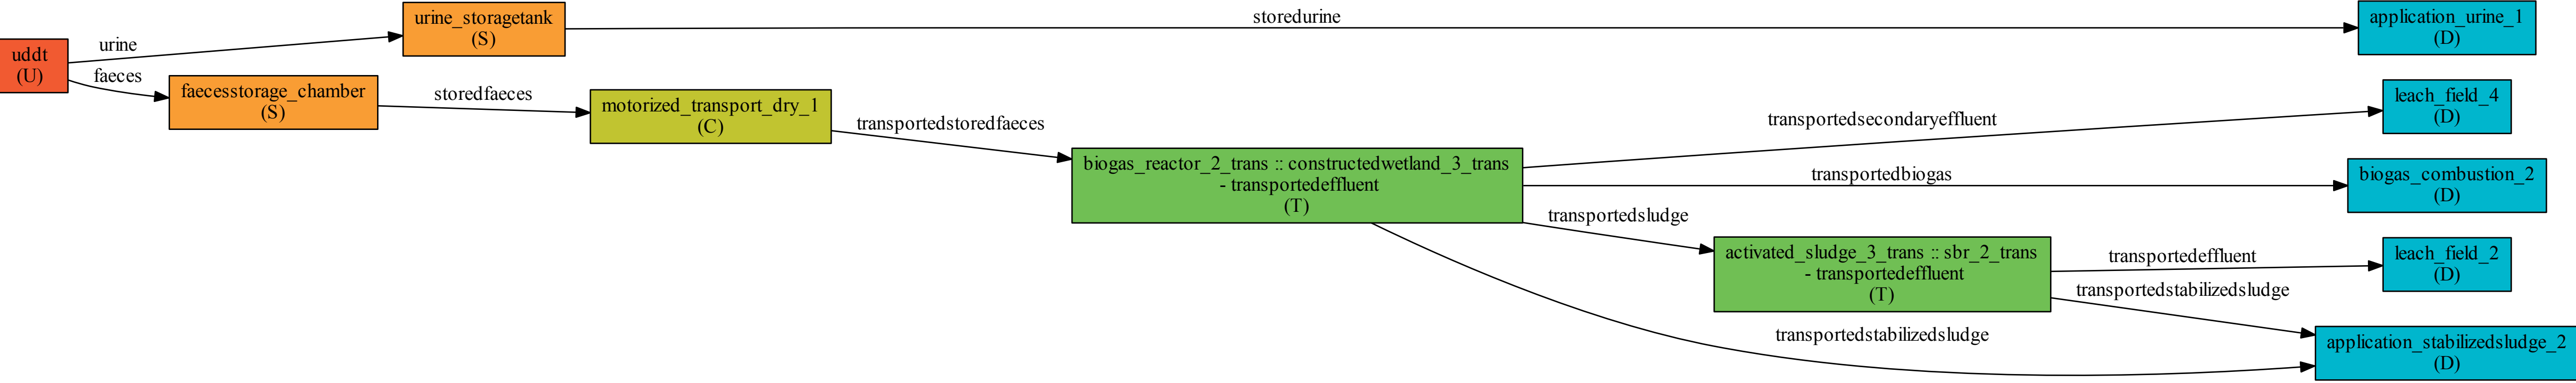 uddt
(U)
urine
faeces
urine_storagetank
(S)
storedurine
application_urine_1
(D)
faecesstorage_chamber
(S)
storedfaeces
motorized_transport_dry_1
(C)
transportedstoredfaeces
biogas_reactor_2_trans :: constructedwetland_3_trans
- transportedeffluent
(T)
transportedsecondaryeffluent
leach_field_4
(D)
transportedbiogas
biogas_combustion_2
(D)
transportedsludge
activated_sludge_3_trans :: sbr_2_trans
- transportedeffluent
(T)
transportedeffluent
leach_field_2
(D)
transportedstabilizedsludge
transportedstabilizedsludge
application_stabilizedsludge_2
(D)